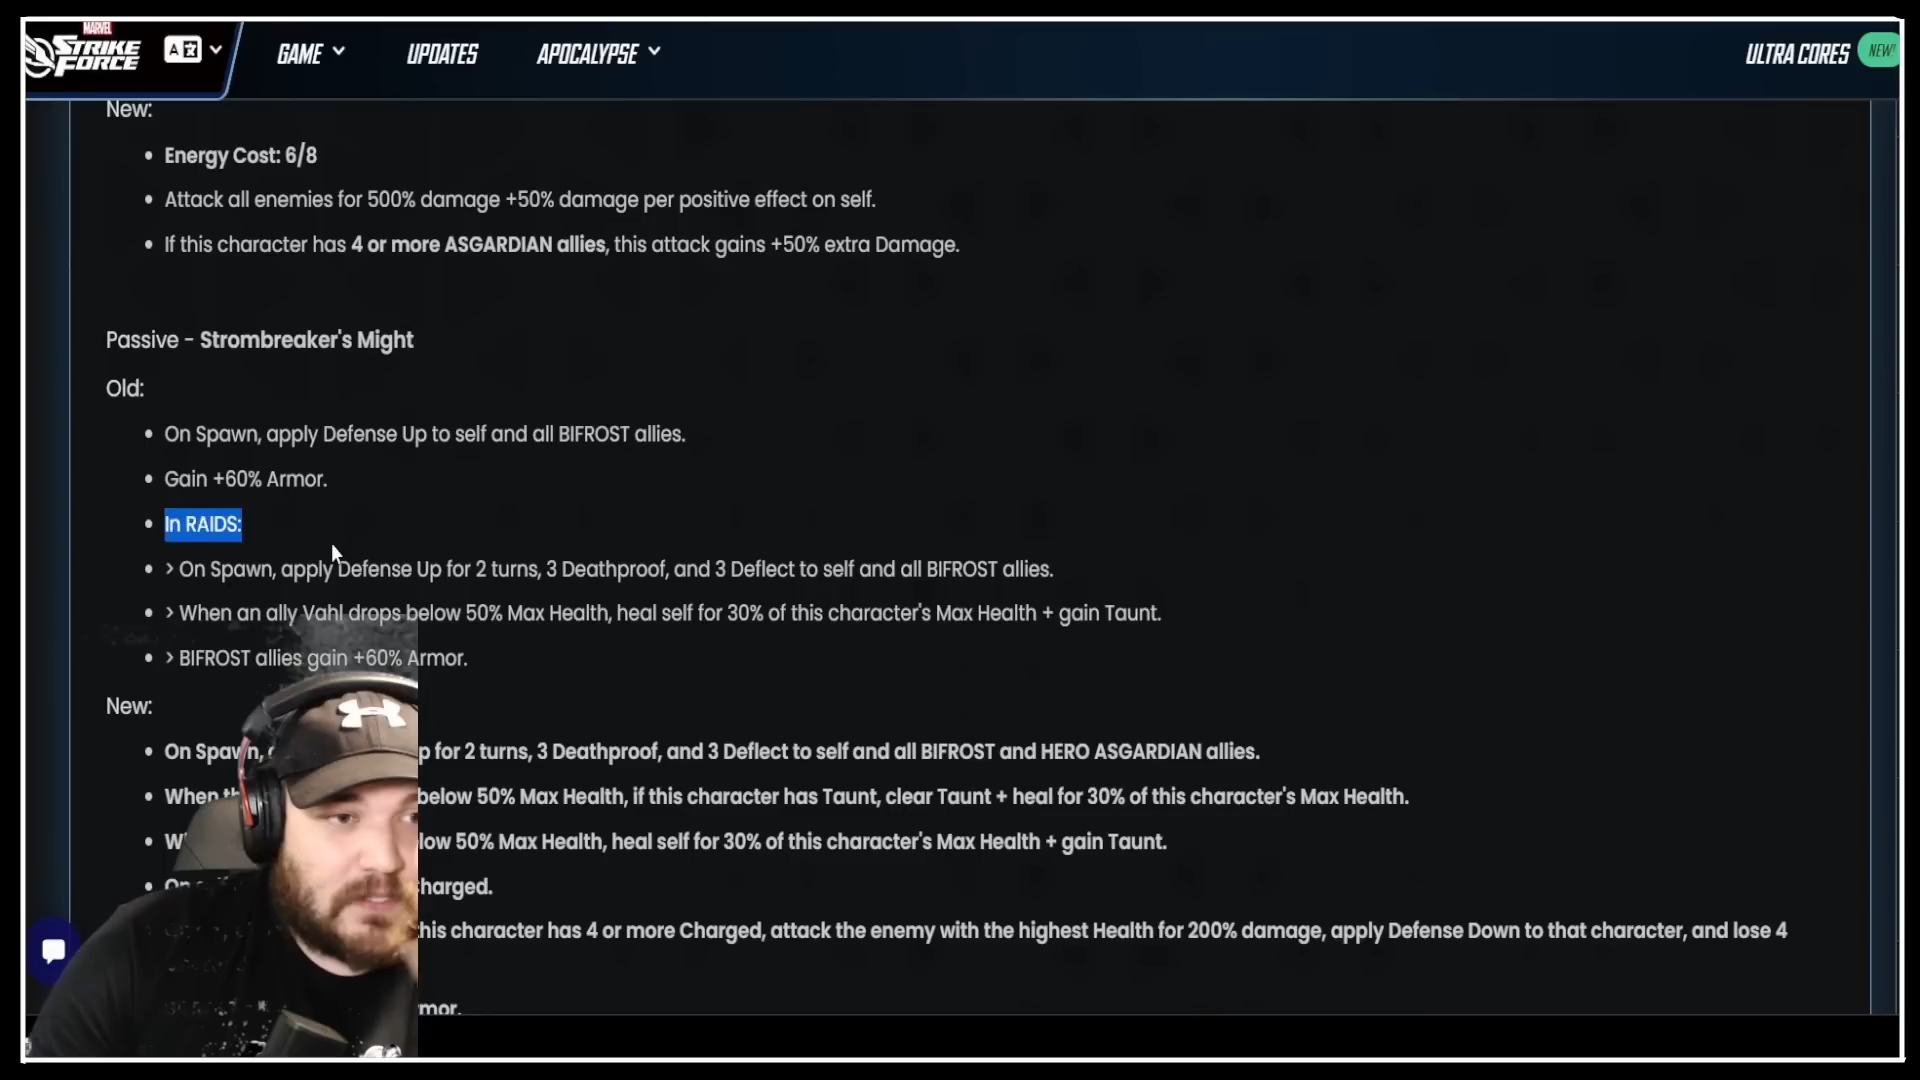 MARVEL
STRIKE
FORCE
GAME
UPDATES
APOCALYPSE
ULTRA CORES
NEW!
New:
• Energy Cost: 6/8
• Attack all enemies for 500% damage +50% damage per positive effect on self.
• If this character has 4 or more ASGARDIAN allies, this attack gains +50% extra Damage.
Passive - Strombreaker's Might
Old:
• On Spawn, apply Defense Up to self and all BIFROST allies.
• Gain +60% Armor.
• In RAIDS:
• > On Spawn, apply Defense Up for 2 turns, 3 Deathproof, and 3 Deflect to self and all BIFROST allies.
• > When an ally Vahl drops below 50% Max Health, heal self for 30% of this character's Max Health + gain Taunt.
• > BIFROST allies gain +60% Armor.
New:
• On Spawn, p for 2 turns, 3 Deathproof, and 3 Deflect to self and all BIFROST and HERO ASGARDIAN allies.
• When below 50% Max Health, if this character has Taunt, clear Taunt + heal for 30% of this character's Max Health.
• low 50% Max Health, heal self for 30% of this character's Max Health + gain Taunt.
• harged.
his character has 4 or more Charged, attack the enemy with the highest Health for 200% damage, apply Defense Down to that character, and lose 4
mor.